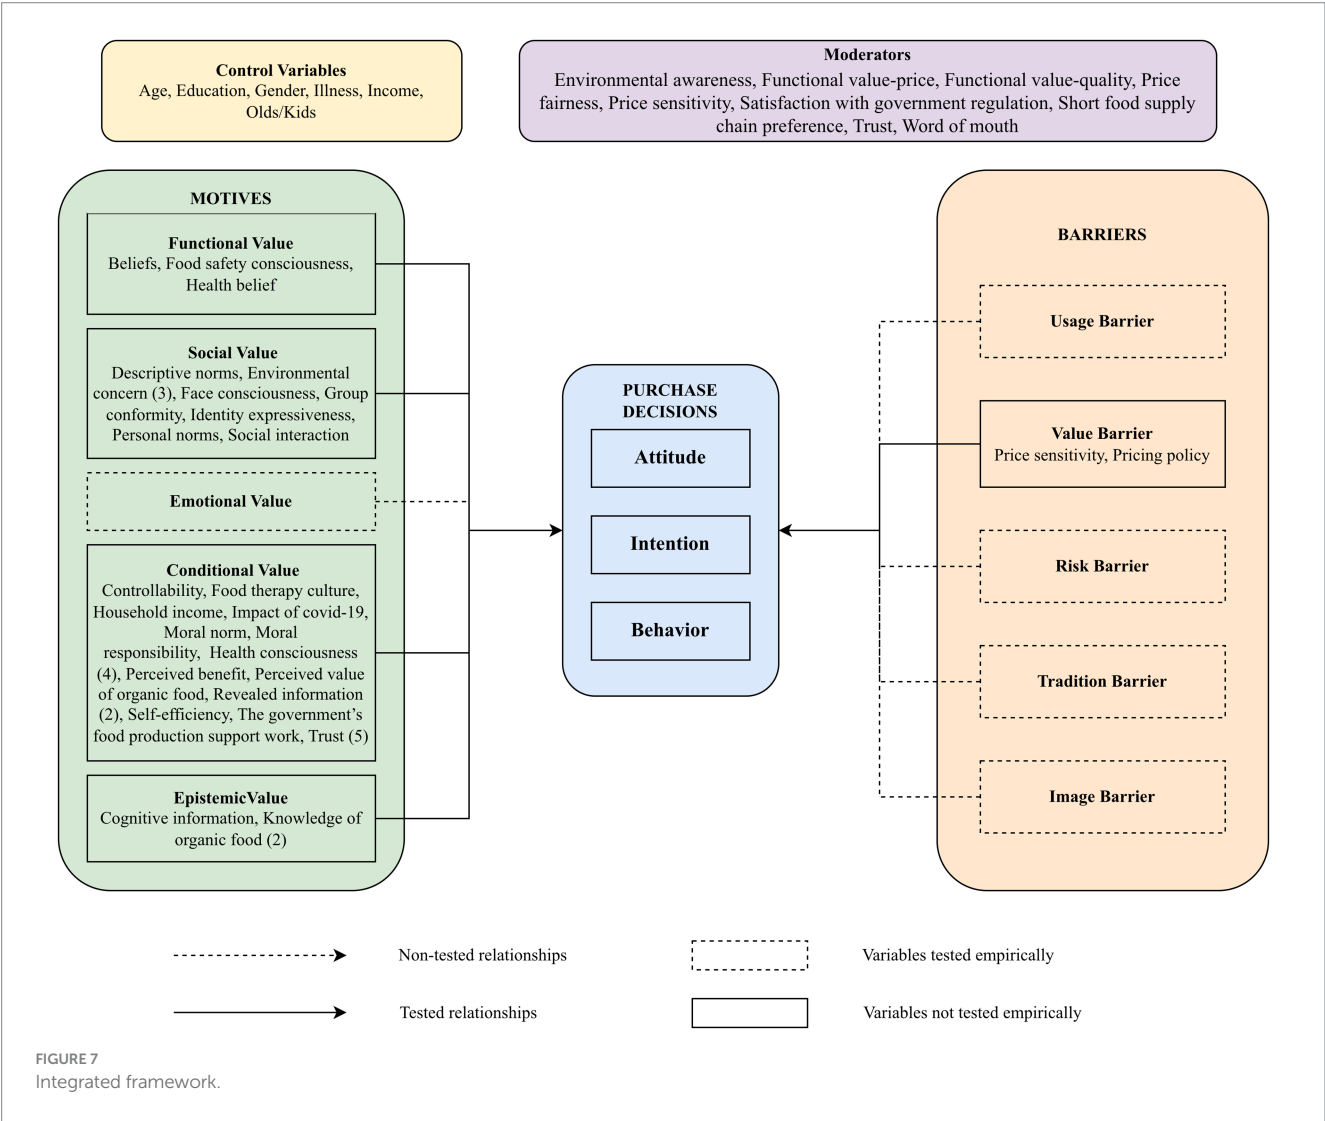 Control Variables
Age, Education, Gender, Illness, Income,
Olds/Kids
Moderators
Environmental awareness, Functional value-price, Functional value-quality, Price
fairness, Price sensitivity, Satisfaction with government regulation, Short food supply
chain preference, Trust, Word of mouth
MOTIVES
Functional Value
Beliefs, Food safety consciousness,
Health belief
Social Value
Descriptive norms, Environmental
concern (3), Face consciousness, Group
conformity, Identity expressiveness,
Personal norms, Social interaction
Emotional Value
Conditional Value
Controllability, Food therapy culture,
Household income, Impact of covid-19,
Moral norm, Moral
responsibility, Health consciousness
(4), Perceived benefit, Perceived value
of organic food, Revealed information
(2), Self-efficiency, The government’s
food production support work, Trust (5)
EpistemicValue
Cognitive information, Knowledge of
organic food (2)
PURCHASE
DECISIONS
Attitude
Intention
Behavior
BARRIERS
Usage Barrier
Value Barrier
Price sensitivity, Pricing policy
Risk Barrier
Tradition Barrier
Image Barrier
Non-tested relationships
Variables tested empirically
Tested relationships
Variables not tested empirically
FIGURE 7
Integrated framework.